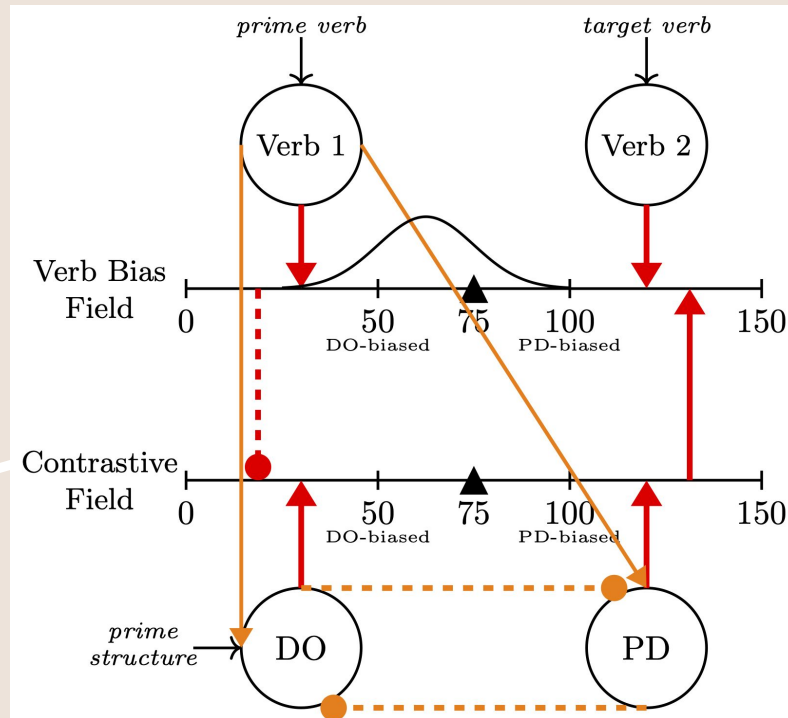 prime verb
target verb
Verb 1
Verb 2
Verb Bias
Field
0
50
75
100
150
DO-biased
PD-biased
Contrastive
Field
0
50
75
100
150
DO-biased
PD-biased
prime
structure
DO
PD